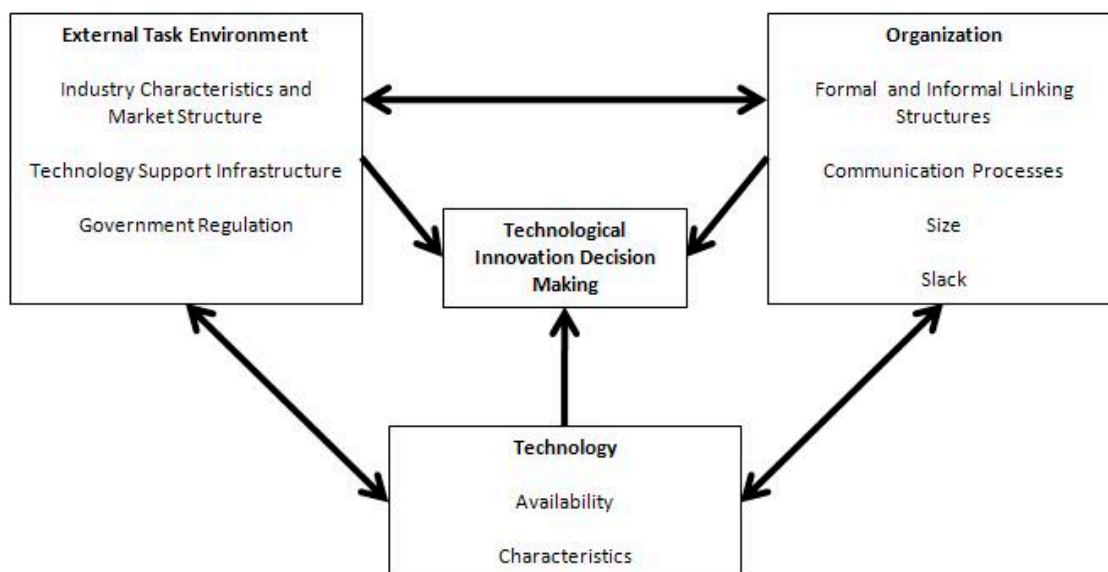 External Task Environment
Industry Characteristics and
Market Structure
Technology Support Infrastructure
Government Regulation
Organization
Formal and Informal Linking
Structures
Communication Processes
Size
Slack
Technological
Innovation Decision
Making
Technology
Availability
Characteristics